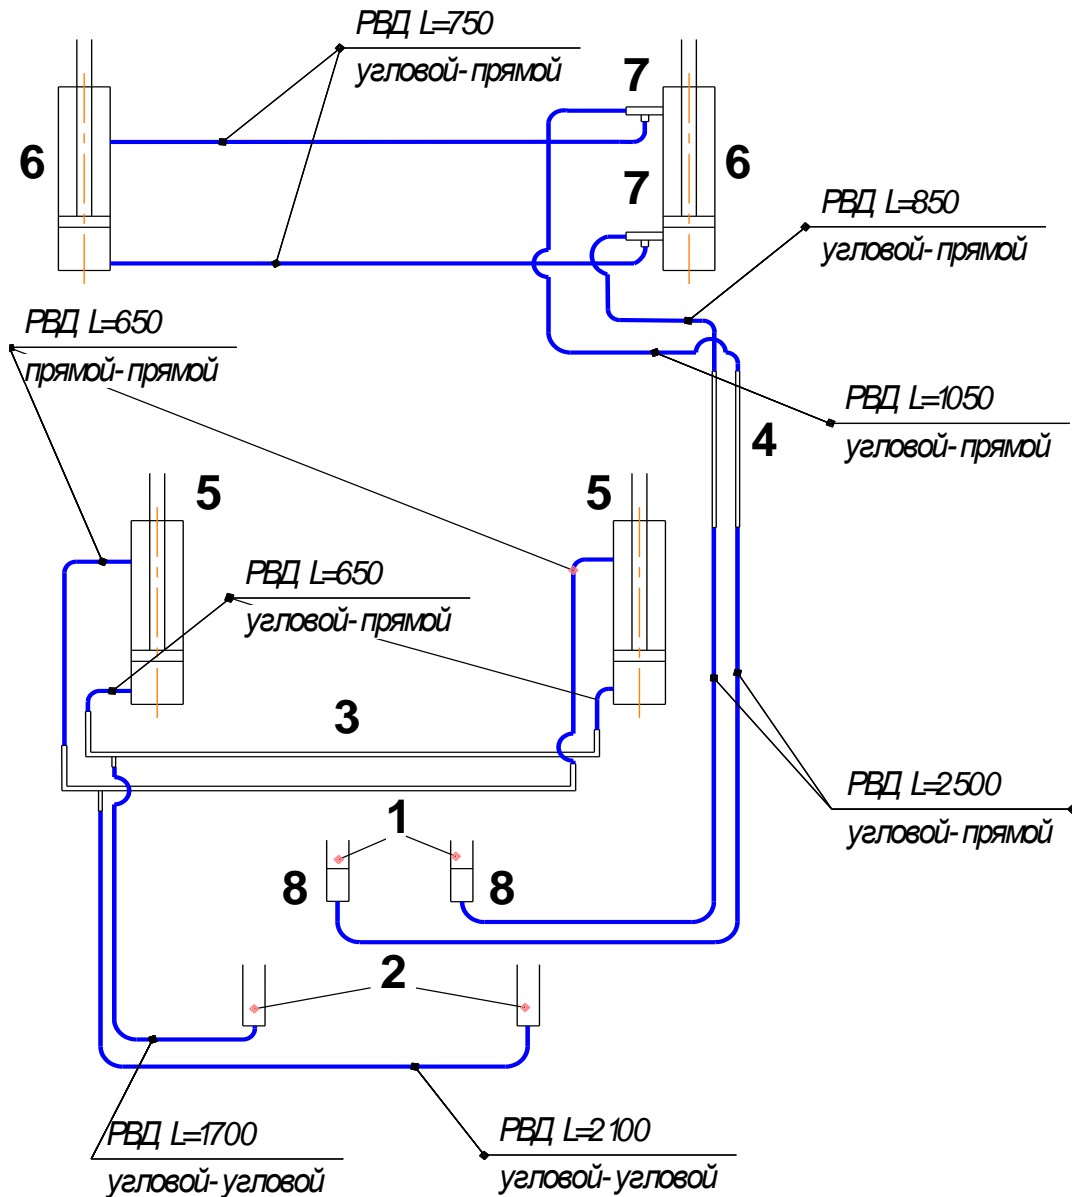 РВД L=750
угловой-прямой
7
6
6
7
РВД L=850
угловой-прямой
РВД L=650
прямой-прямой
РВД L=1050
угловой-прямой
4
5
5
РВД L=650
угловой-прямой
3
РВД L=2500
угловой-прямой
1
8
8
2
РВД L=1700
угловой-угловой
РВД L=2100
угловой-угловой